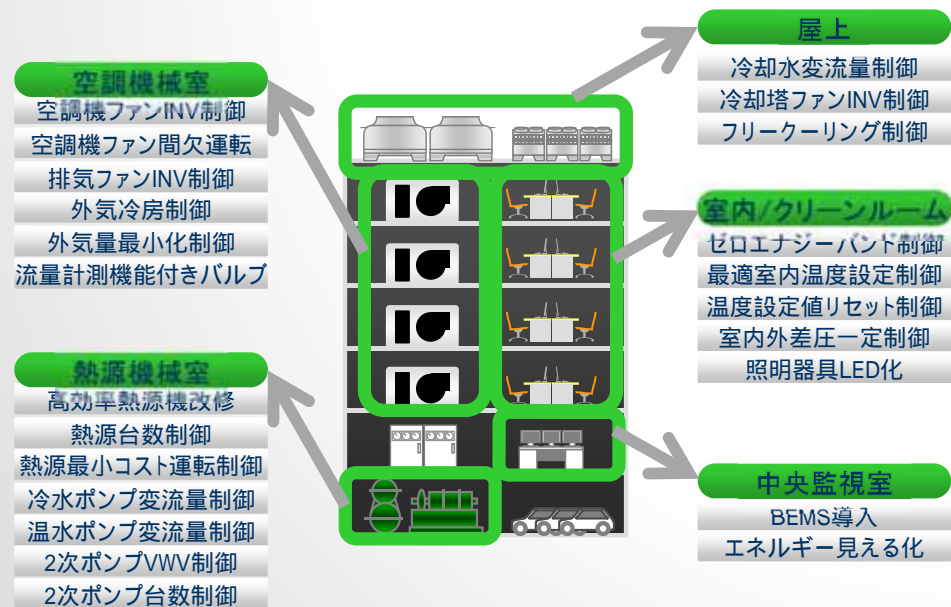 屋上
冷却水変流量制御
冷却塔ファンINV制御
フリークーリング制御
空調機械室
空調機ファンINV制御
空調機ファン間欠運転
排気ファンINV制御
外気冷房制御
外気量最小化制御
流量計測機能付きバルブ
室内/クリーンルーム
ゼロエナジーバンド制御
最適室内温度設定制御
温度設定値リセット制御
室内外差圧一定制御
照明器具LED化
熱源機械室
高効率熱源機改修
熱源台数制御
熱源最小コスト運転制御
冷水ポンプ変流量制御
温水ポンプ変流量制御
2次ポンプVWV制御
2次ポンプ台数制御
中央監視室
BEMS導入
エネルギー見える化